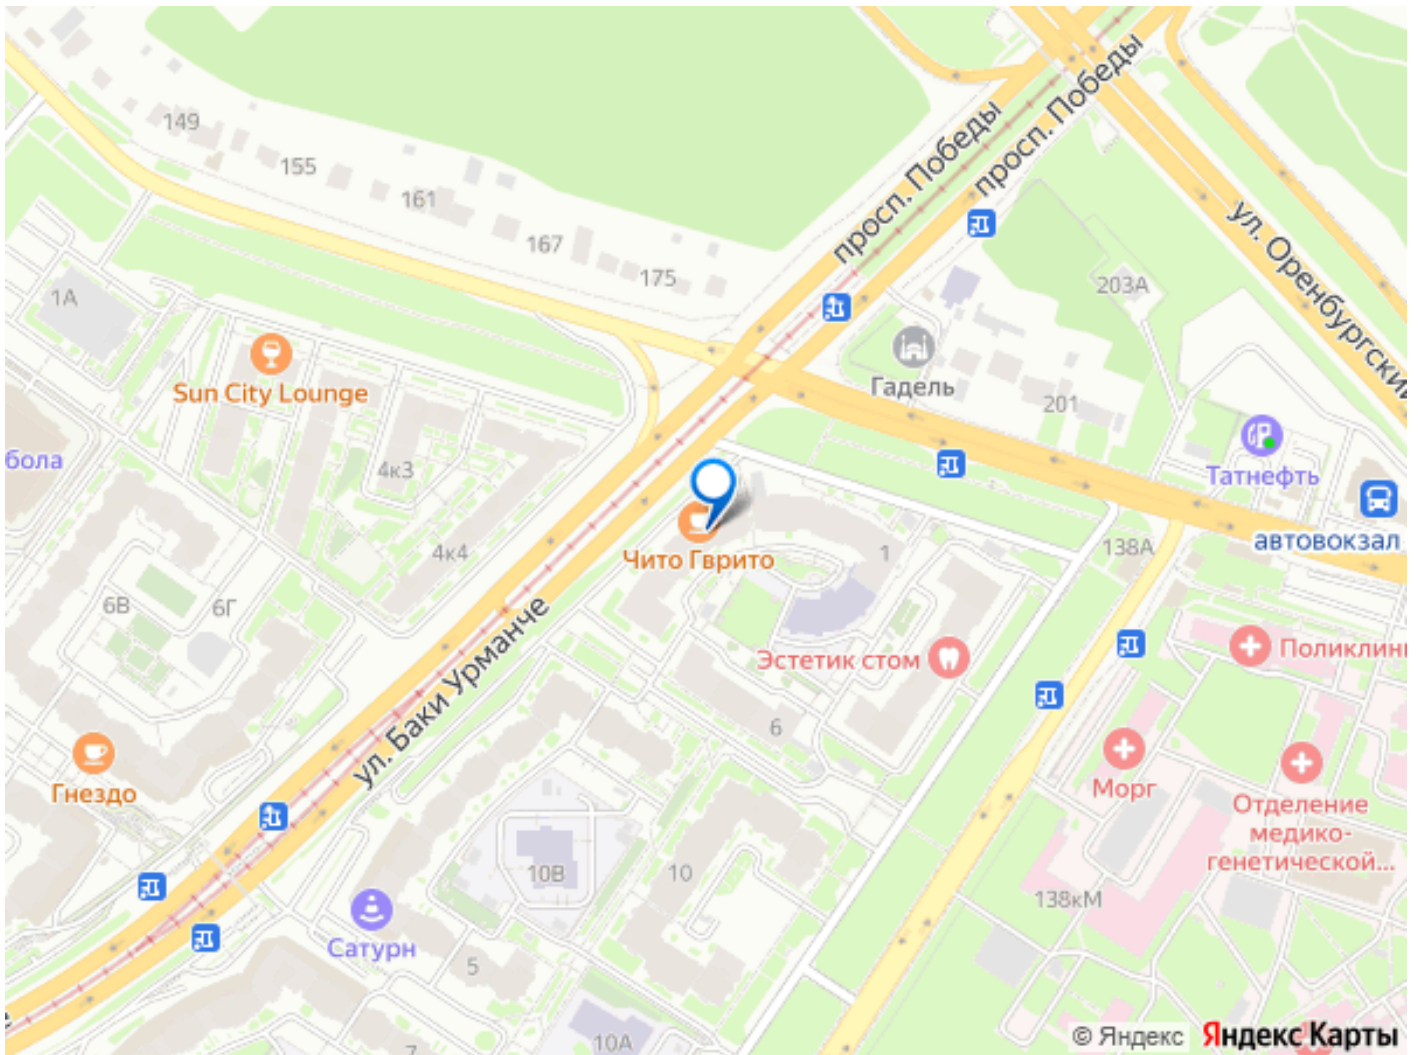 просп. Победы
просп. Победы
149
155
161
167
175
ул. Оренбургский
203А
1А
Sun City Lounge
Гадель
201
4к3
бола
Татнефть
автовокзал
138А
Чито Гврито
1
4к4
6В
6Г
ул. Баки Урманче
Эстетик стом
Поликлин
6
Гнездо
Морг
Отделение
медико-
генетической...
10В
10
138кМ
Сатурн
5
10А
7
е
© Яндекс Яндекс Карты